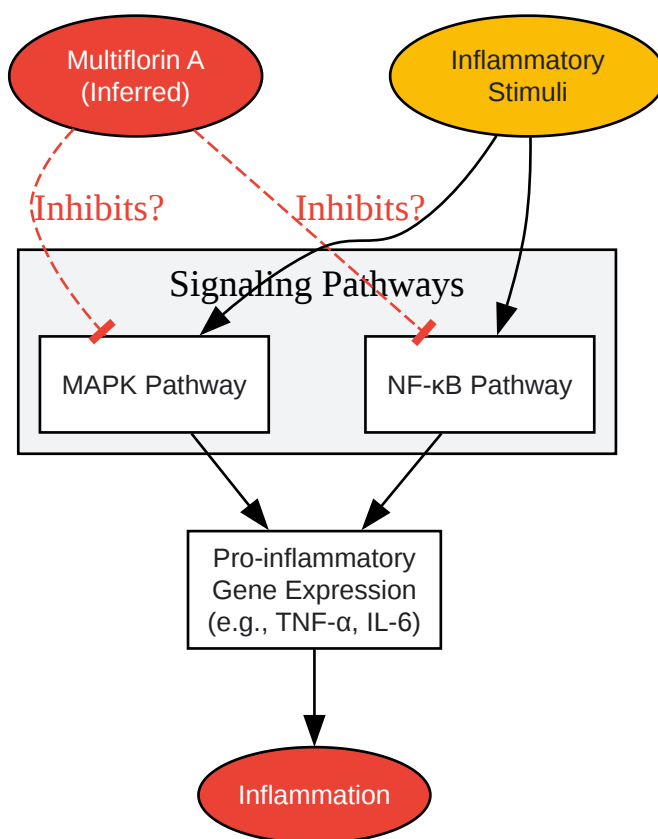 Multiflorin A
(Inferred)
Inflammatory
Stimuli
Inhibits?
Inhibits?
Signaling Pathways
MAPK Pathway
NF-κB Pathway
Pro-inflammatory
Gene Expression
(e.g., TNF-α, IL-6)
Inflammation